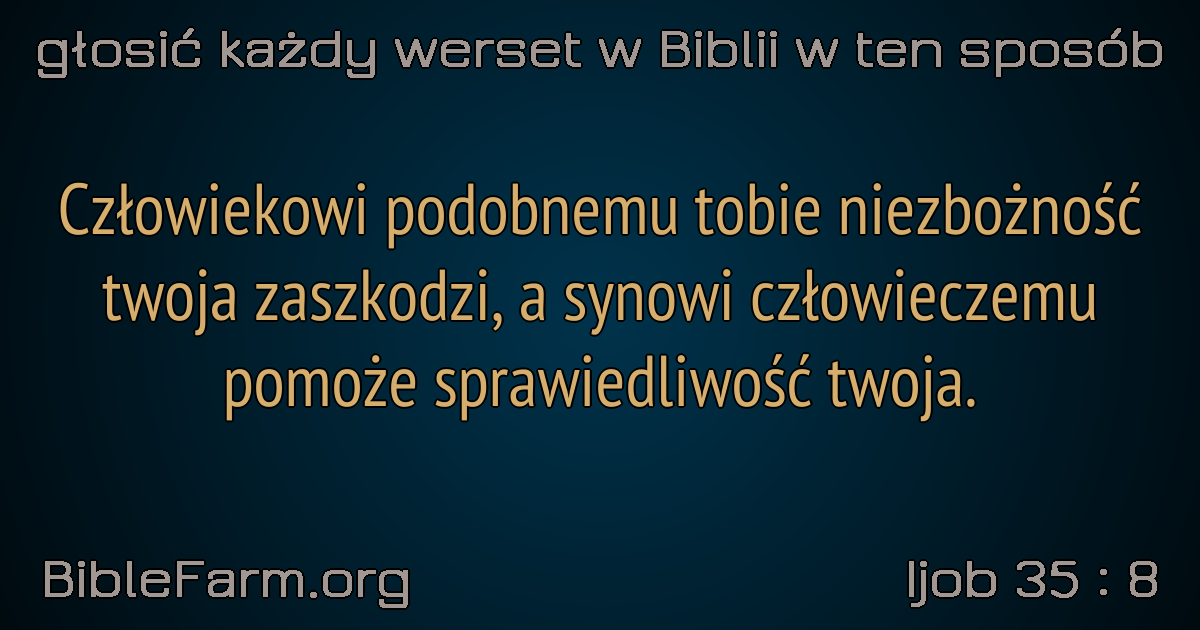 głosić każdy werset w Biblii w ten sposób
Człowiekowi podobnemu tobie niezbożność
twoja zaszkodzi, a synowi człowieczemu
pomoże sprawiedliwość twoja.
BibleFarm.org
Ijob 35 : 8